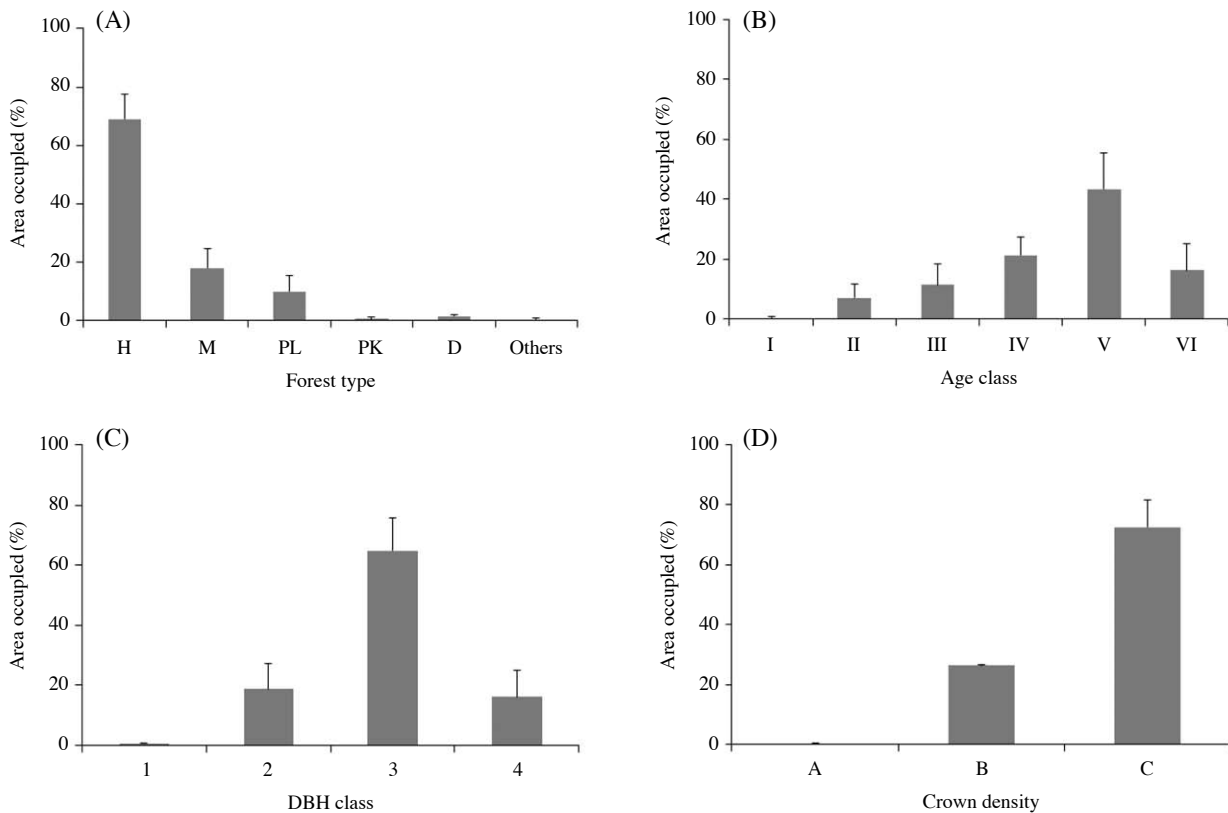 (A)
100
80
60
40
20
0
Area occupied (%)
H M PL PK D Others
Forest type
(B)
100
80
60
40
20
0
Area occupied (%)
I II III IV V VI
Age class
(C)
100
80
60
40
20
0
Area occupied (%)
1 2 3 4
DBH class
(D)
100
80
60
40
20
0
Area occupied (%)
A B C
Crown density